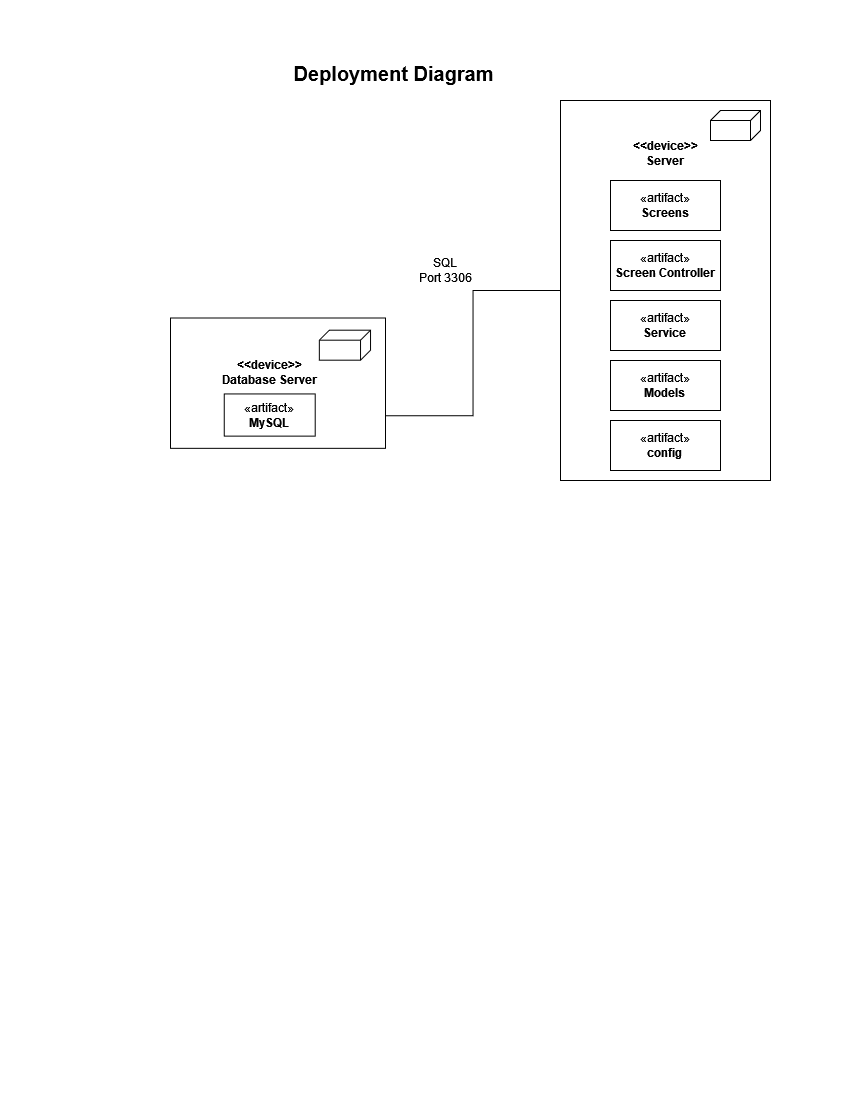 Deployment Diagram
<<device>>
Server
«artifact»
Screens
«artifact»
Screen Controller
«artifact»
Service
«artifact»
Models
«artifact»
config
SQL
Port 3306
<<device>>
Database Server
«artifact»
MySQL